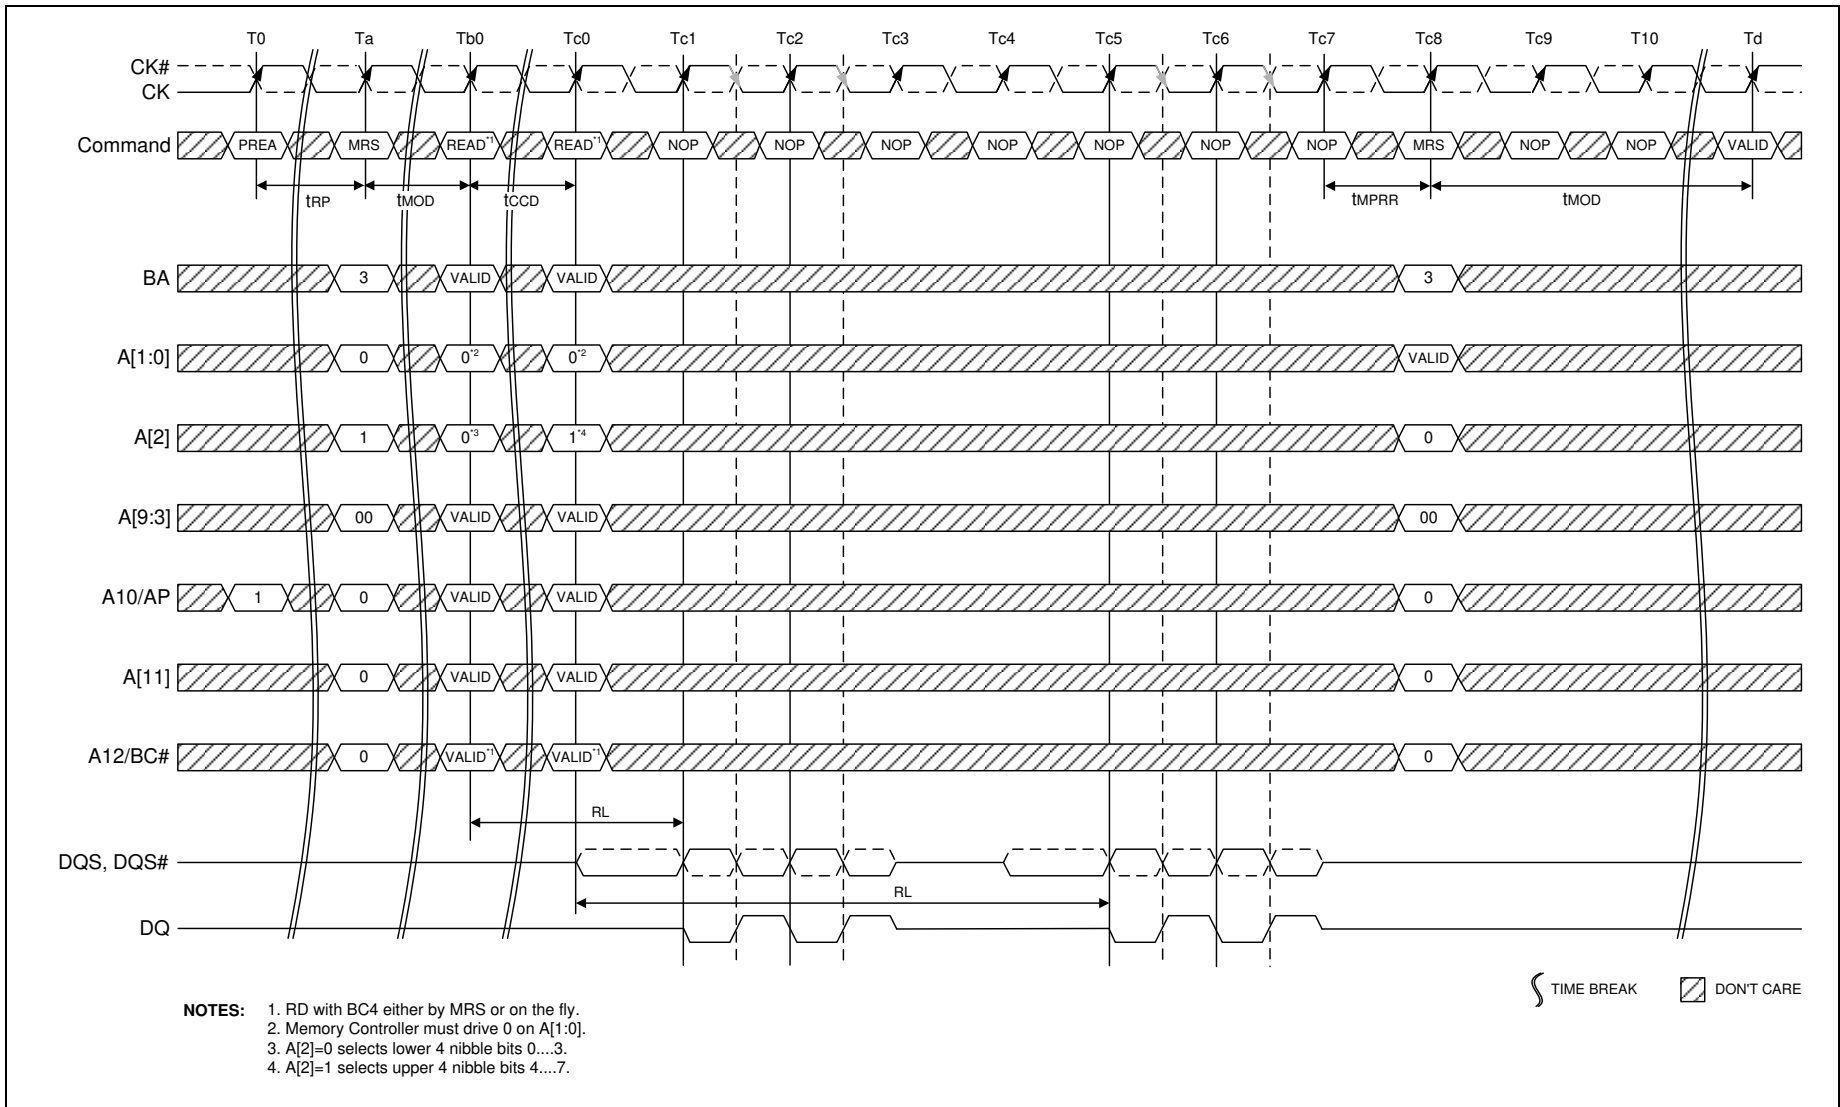 T0 Ta Tb0 Tc0 Tc1 Tc2 Tc3 Tc4 Tc5 Tc6 Tc7 Tc8 Tc9 T10 Td
CK#
CK
Command PREA MRS READ*1 READ*1 NOP NOP NOP NOP NOP NOP NOP MRS NOP NOP VALID
tRP tMOD tCCD tMPRR tMOD
BA 3 VALID VALID 3
A[1:0] 0 0*2 0*2 VALID
A[2] 1 0*3 1*4 0
A[9:3] 00 VALID VALID 00
A10/AP 1 0 VALID VALID 0
A[11] 0 VALID VALID 0
A12/BC# 0 VALID*1 VALID*1 0
RL
DQS, DQS#
RL
DQ
TIME BREAK DON'T CARE
NOTES: 1. RD with BC4 either by MRS or on the fly.
2. Memory Controller must drive 0 on A[1:0].
3. A[2]=0 selects lower 4 nibble bits 0....3.
4. A[2]=1 selects upper 4 nibble bits 4....7.